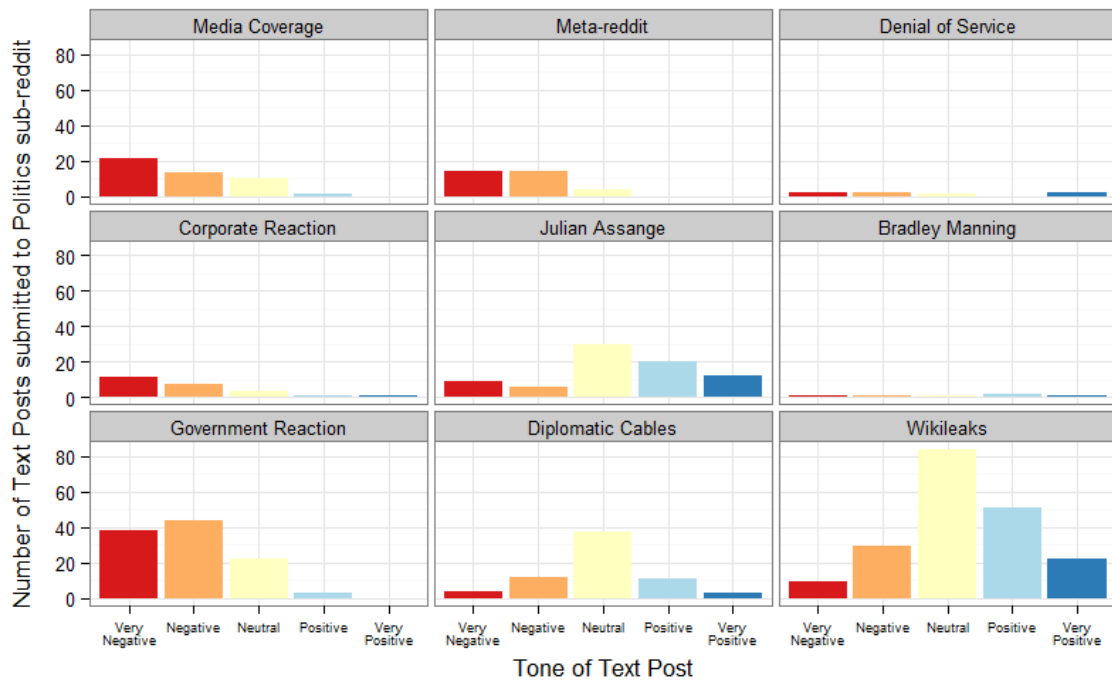 Number of Text Posts submitted to Politics sub-reddit
Media Coverage
Meta-reddit
Denial of Service
80
60
40
20
0
Corporate Reaction
Julian Assange
Bradley Manning
80
60
40
20
0
Government Reaction
Diplomatic Cables
Wikileaks
80
60
40
20
0
Very Negative
Negative
Neutral
Positive
Very Positive
Very Negative
Negative
Neutral
Positive
Very Positive
Very Negative
Negative
Neutral
Positive
Very Positive
Tone of Text Post